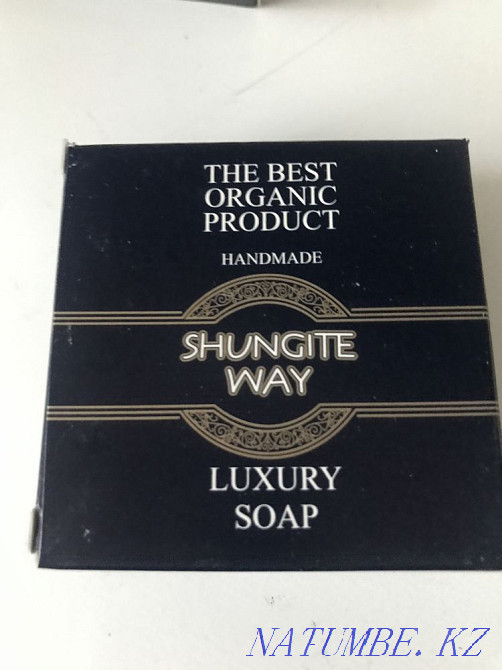 THE BEST
ORGANIC
PRODUCT
HANDMADE
SHUNGITE
WAY
LUXURY
SOAP
NATUMBE. KZ